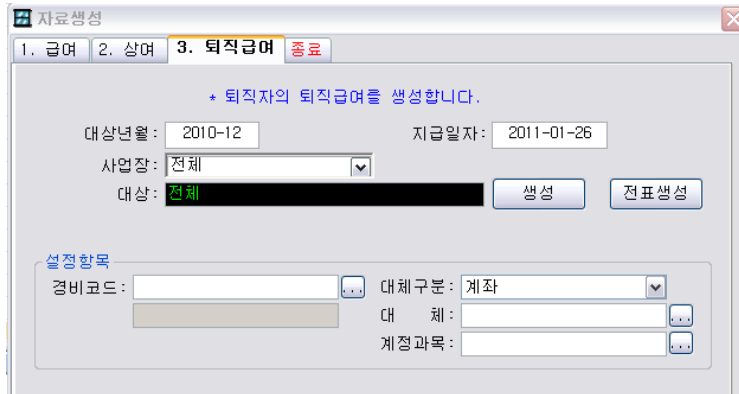 자료생성
1. 급여 2. 상여 3. 퇴직급여 종료
* 퇴직자의 퇴직급여를 생성합니다.
대상년월: 2010-12 지급일자: 2011-01-26
사업장: 전체
대상: 전체 생성 전표생성
설정항목
경비코드: ... 대체구분: 계좌
대 체: ...
계정과목: ...